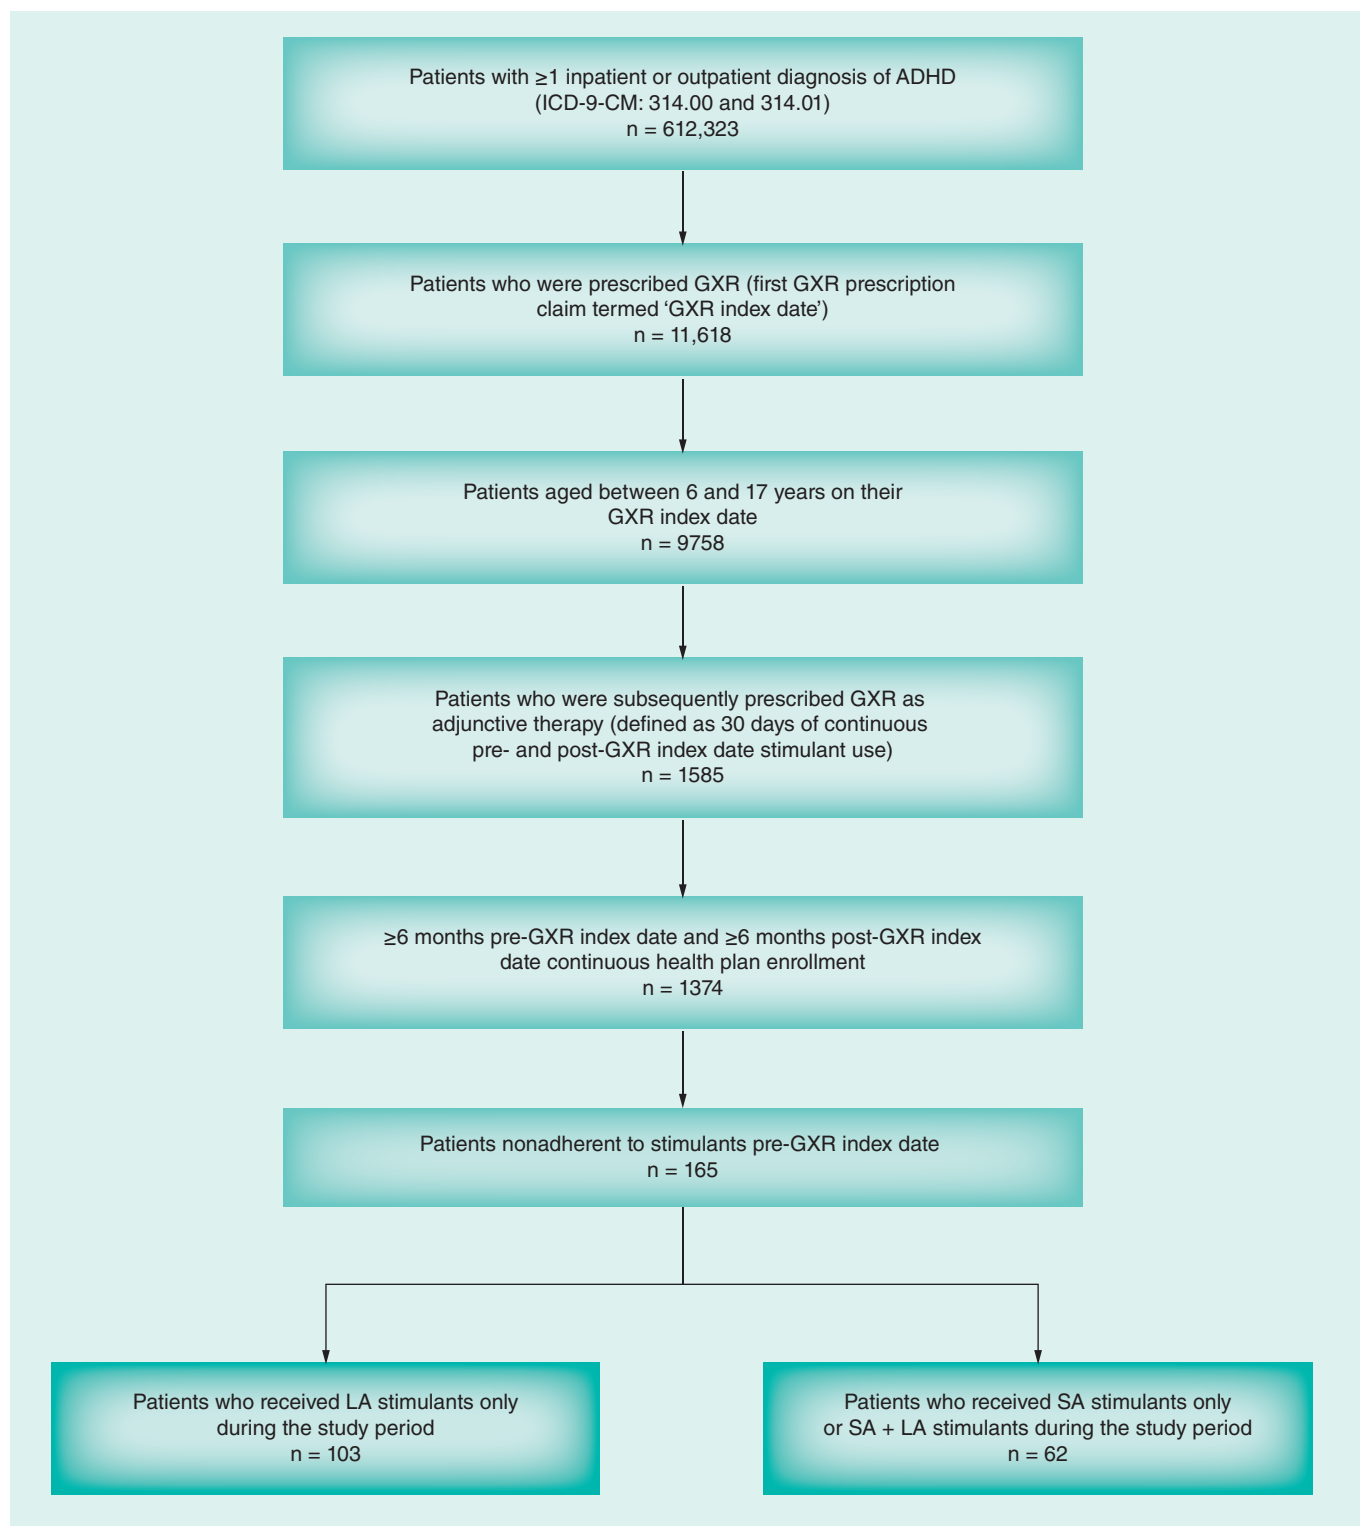 Patients with ≥1 inpatient or outpatient diagnosis of ADHD
(ICD-9-CM: 314.00 and 314.01)
n = 612,323
Patients who were prescribed GXR (first GXR prescription
claim termed ‘GXR index date’)
n = 11,618
Patients aged between 6 and 17 years on their
GXR index date
n = 9758
Patients who were subsequently prescribed GXR as
adjunctive therapy (defined as 30 days of continuous
pre- and post-GXR index date stimulant use)
n = 1585
≥6 months pre-GXR index date and ≥6 months post-GXR index
date continuous health plan enrollment
n = 1374
Patients nonadherent to stimulants pre-GXR index date
n = 165
Patients who received LA stimulants only
during the study period
n = 103
Patients who received SA stimulants only
or SA + LA stimulants during the study period
n = 62